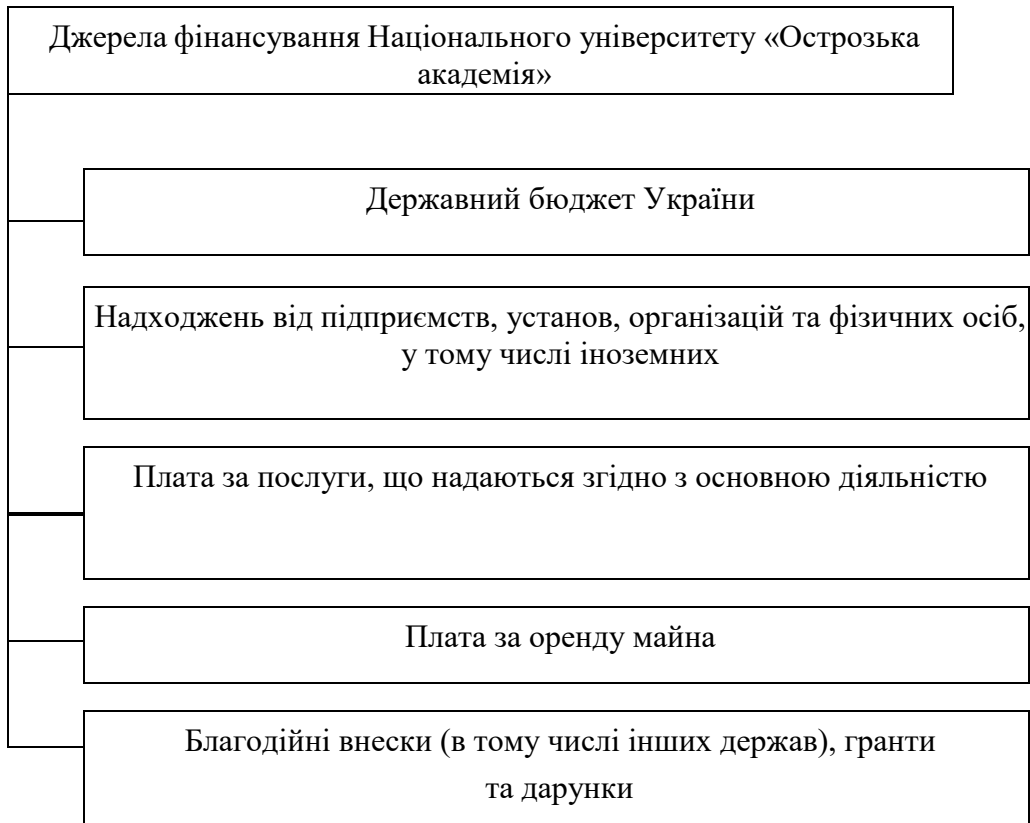 Джерела фінансування Національного університету «Острозька
академія»
Державний бюджет України
Надходжень від підприємств, установ, організацій та фізичних осіб,
у тому числі іноземних
Плата за послуги, що надаються згідно з основною діяльністю
Плата за оренду майна
Благодійні внески (в тому числі інших держав), гранти
та дарунки